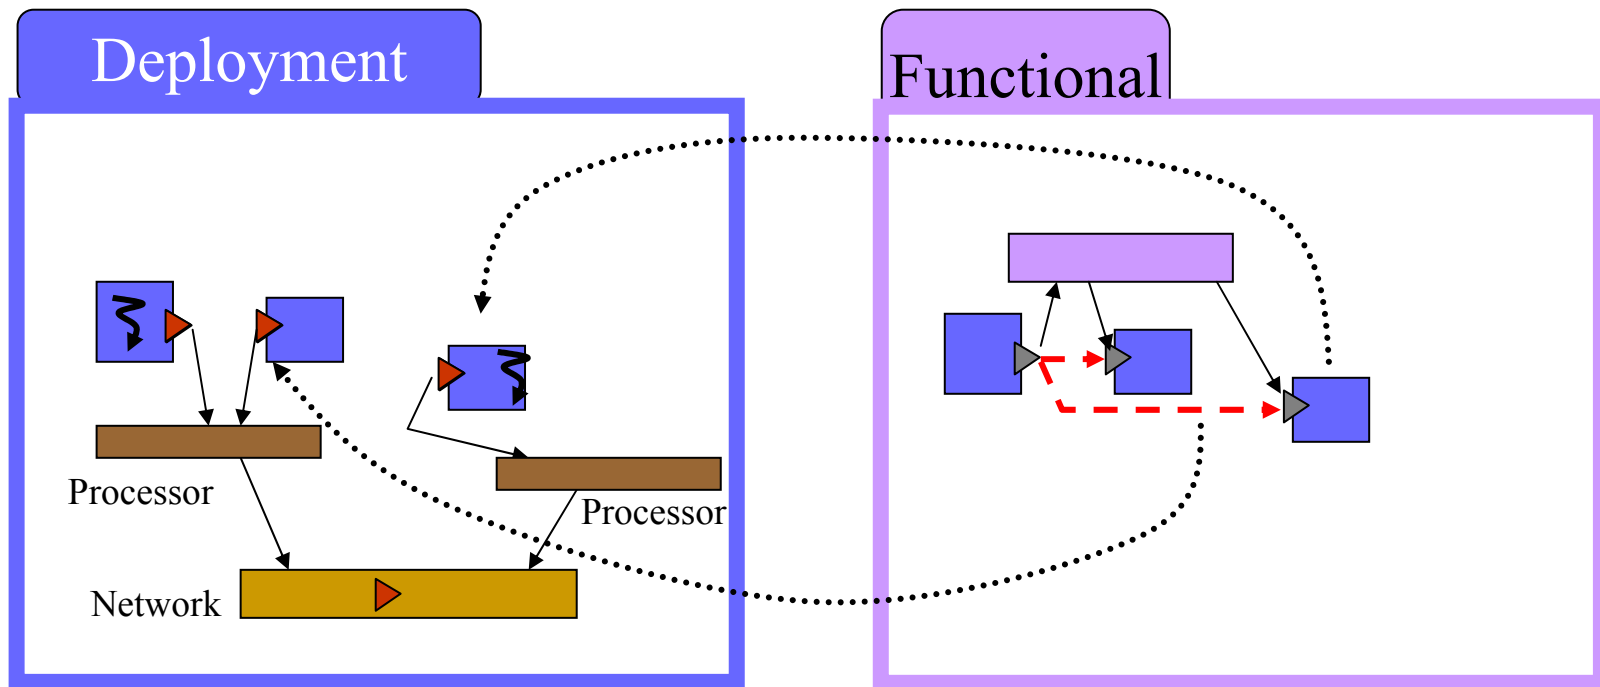 Deployment
Functional
Processor
Processor
Network